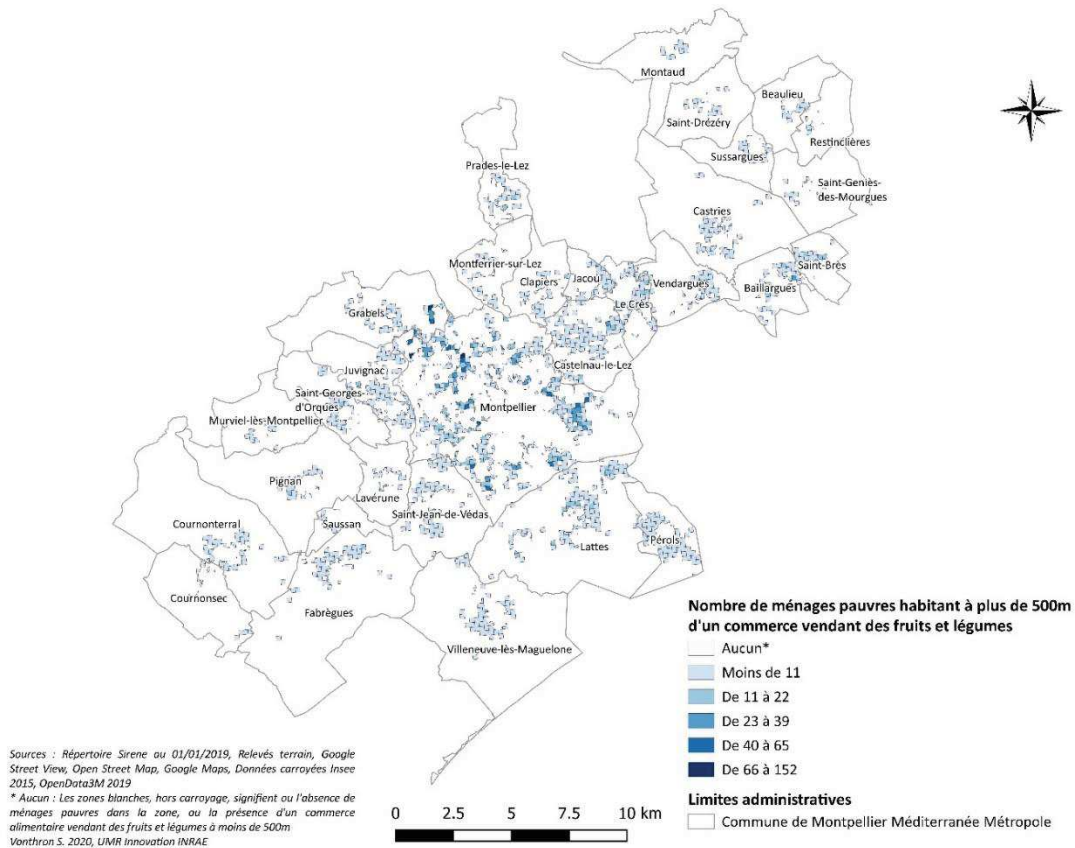 Montaud
Beaulieu
Saint-Drézéry
Restinclières
Sussargues
Prades-le-Lez
Saint-Geniès-
des-Mourgues
Castries
Montferrier-sur-Lez
Saint-Brès
Clapiers
Jacou
Vendargues
Baillargues
Le Crès
Grabels
Castelnau-le-Lez
Juvignac
Saint-Georges-
d'Orques
Montpellier
Murviel-lès-Montpellier
Pignan
Lavérune
Saint-Jean-de-Védas
Cournonterral
Saussan
Lattes
Pérols
Cournonsec
Fabrègues
Villeneuve-lès-Maguelone
Nombre de ménages pauvres habitant à plus de 500m
d'un commerce vendant des fruits et légumes
Aucun*
Moins de 11
De 11 à 22
De 23 à 39
De 40 à 65
De 66 à 152
Limites administratives
Commune de Montpellier Méditerranée Métropole
Sources : Répertoire Sirene au 01/01/2019, Relevés terrain, Google
Street View, Open Street Map, Google Maps, Données carroyées Insee
2015, OpenData3M 2019
* Aucun : Les zones blanches, hors carroyage, signifient ou l'absence de
ménages pauvres dans la zone, ou la présence d'un commerce
alimentaire vendant des fruits et légumes à moins de 500m
Vonthron S. 2020, UMR Innovation INRAE
0 2.5 5 7.5 10 km